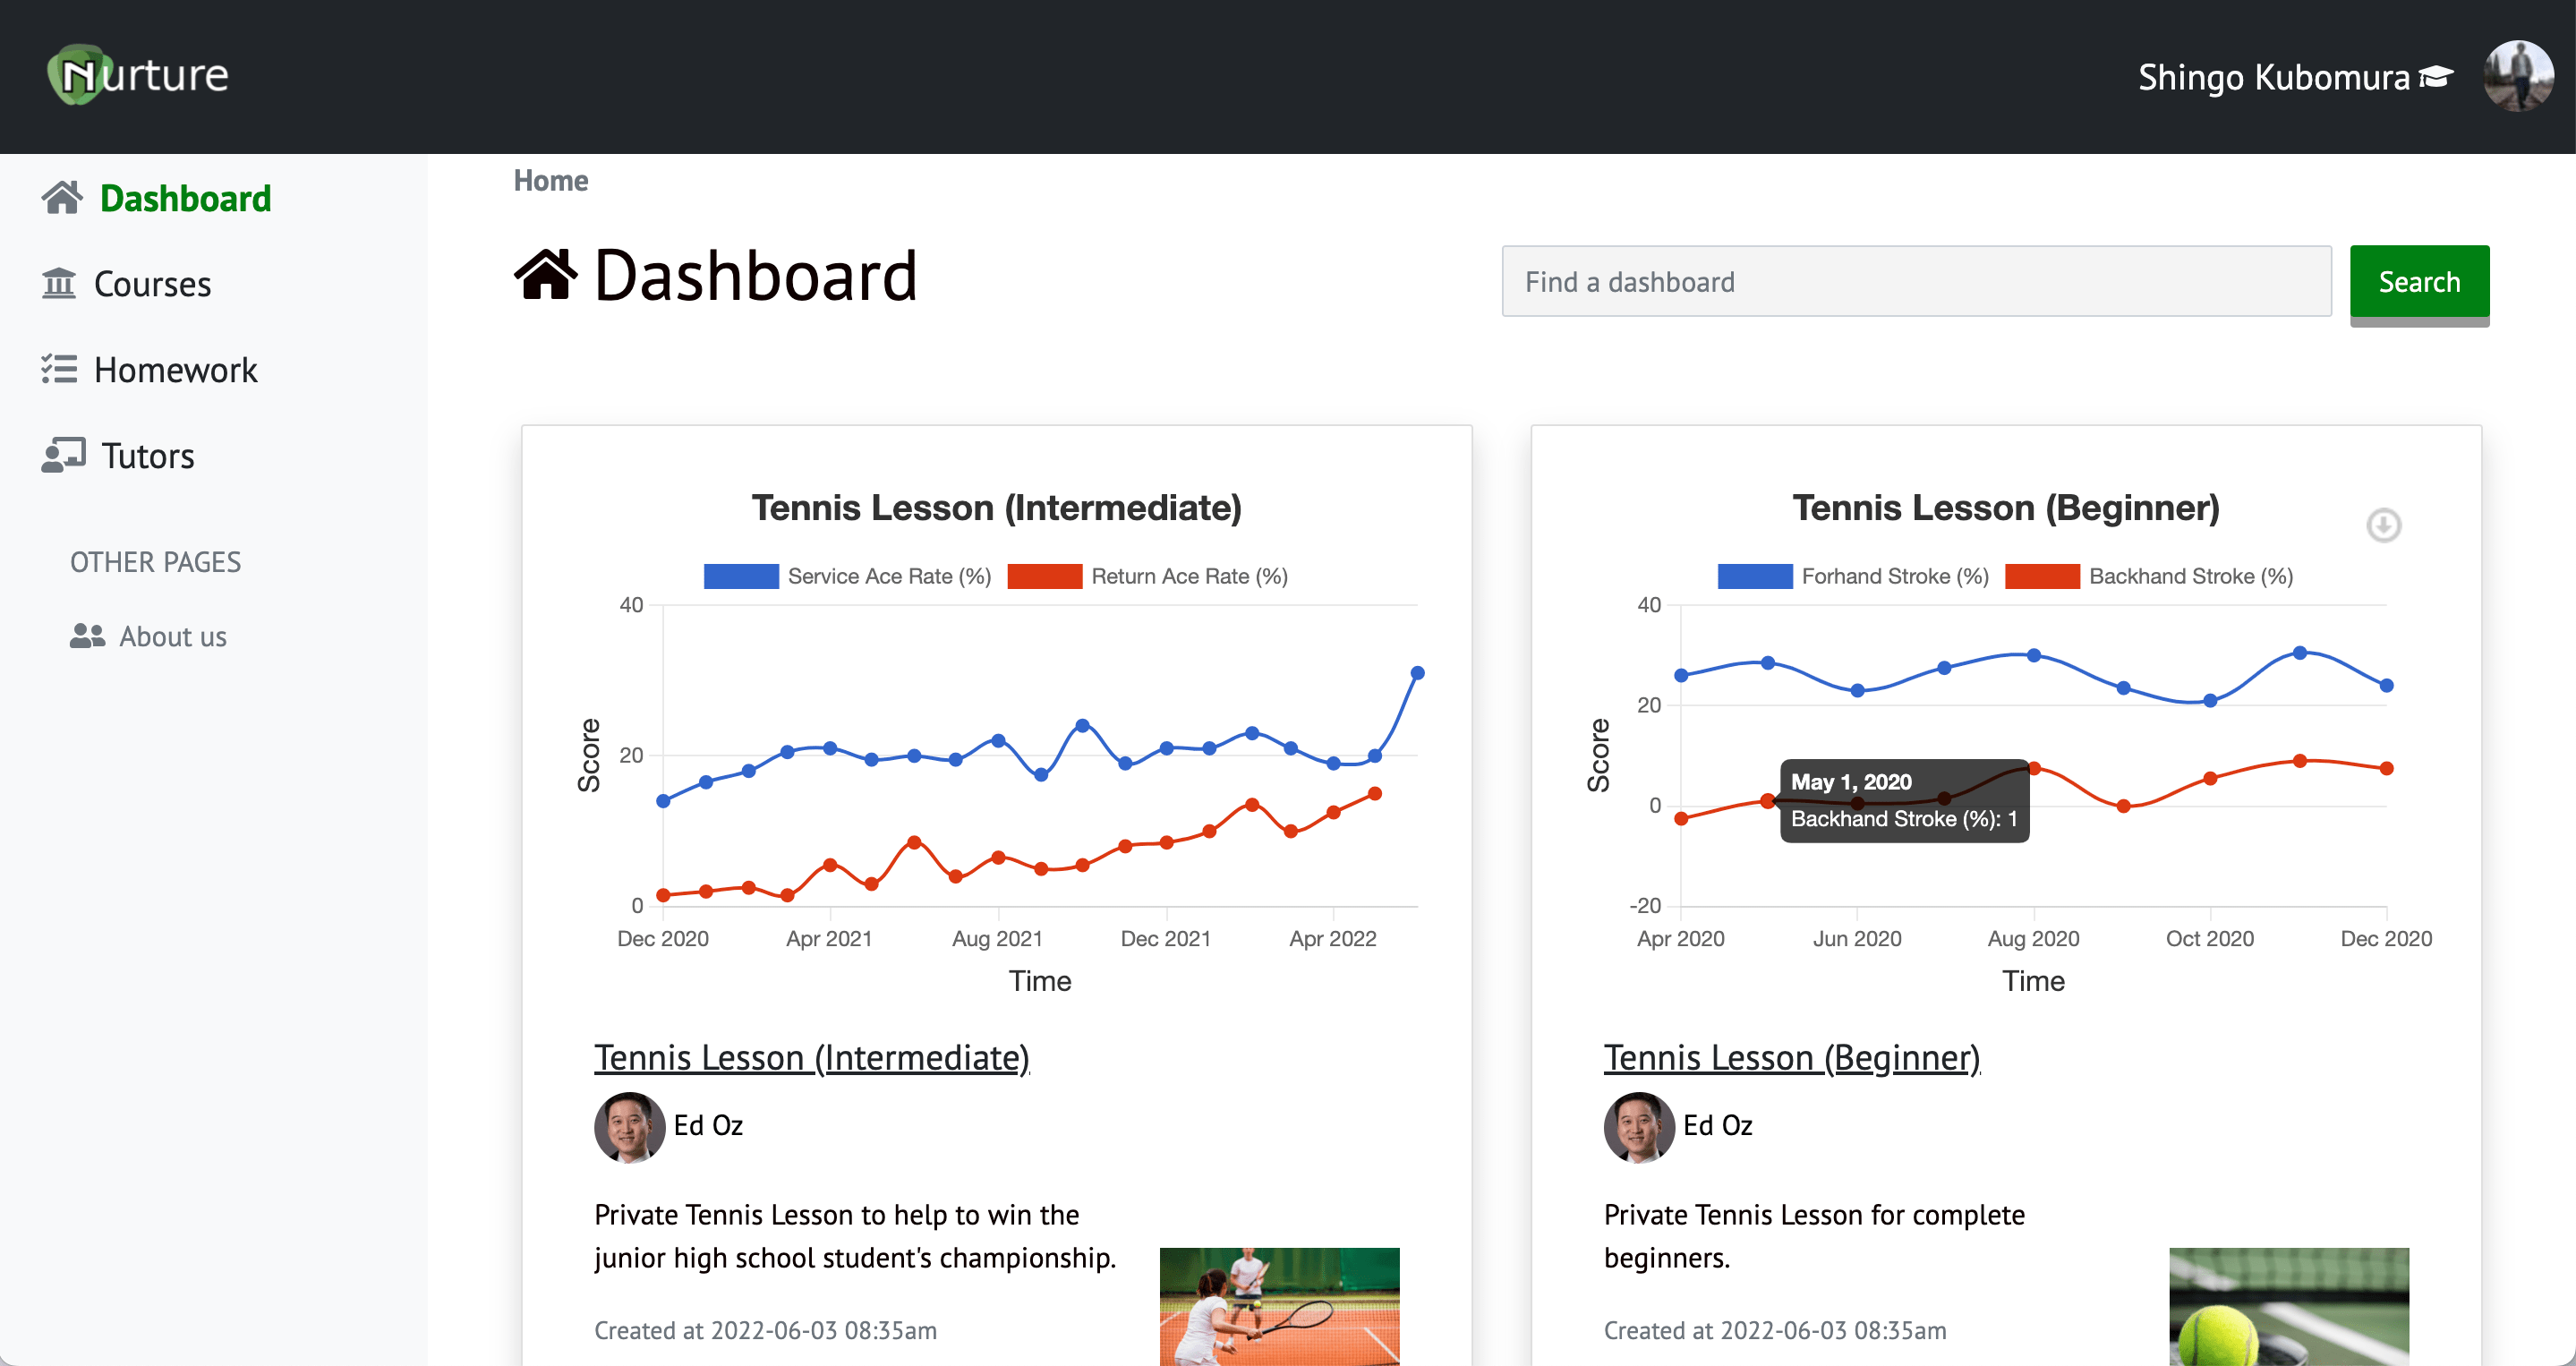 Nurture
Shingo Kubomura
Dashboard
Courses
Homework
Tutors
OTHER PAGES
About us
Home
Dashboard
Find a dashboard
Search
Tennis Lesson (Intermediate)
Service Ace Rate (%) Return Ace Rate (%)
40
20
0
Score
Dec 2020 Apr 2021 Aug 2021 Dec 2021 Apr 2022
Time
Tennis Lesson (Intermediate)
Ed Oz
Private Tennis Lesson to help to win the
junior high school student's championship.
Created at 2022-06-03 08:35am
Tennis Lesson (Beginner)
Forhand Stroke (%) Backhand Stroke (%)
40
20
0
-20
Score
May 1, 2020
Backhand Stroke (%): 1
Apr 2020 Jun 2020 Aug 2020 Oct 2020 Dec 2020
Time
Tennis Lesson (Beginner)
Ed Oz
Private Tennis Lesson for complete
beginners.
Created at 2022-06-03 08:35am